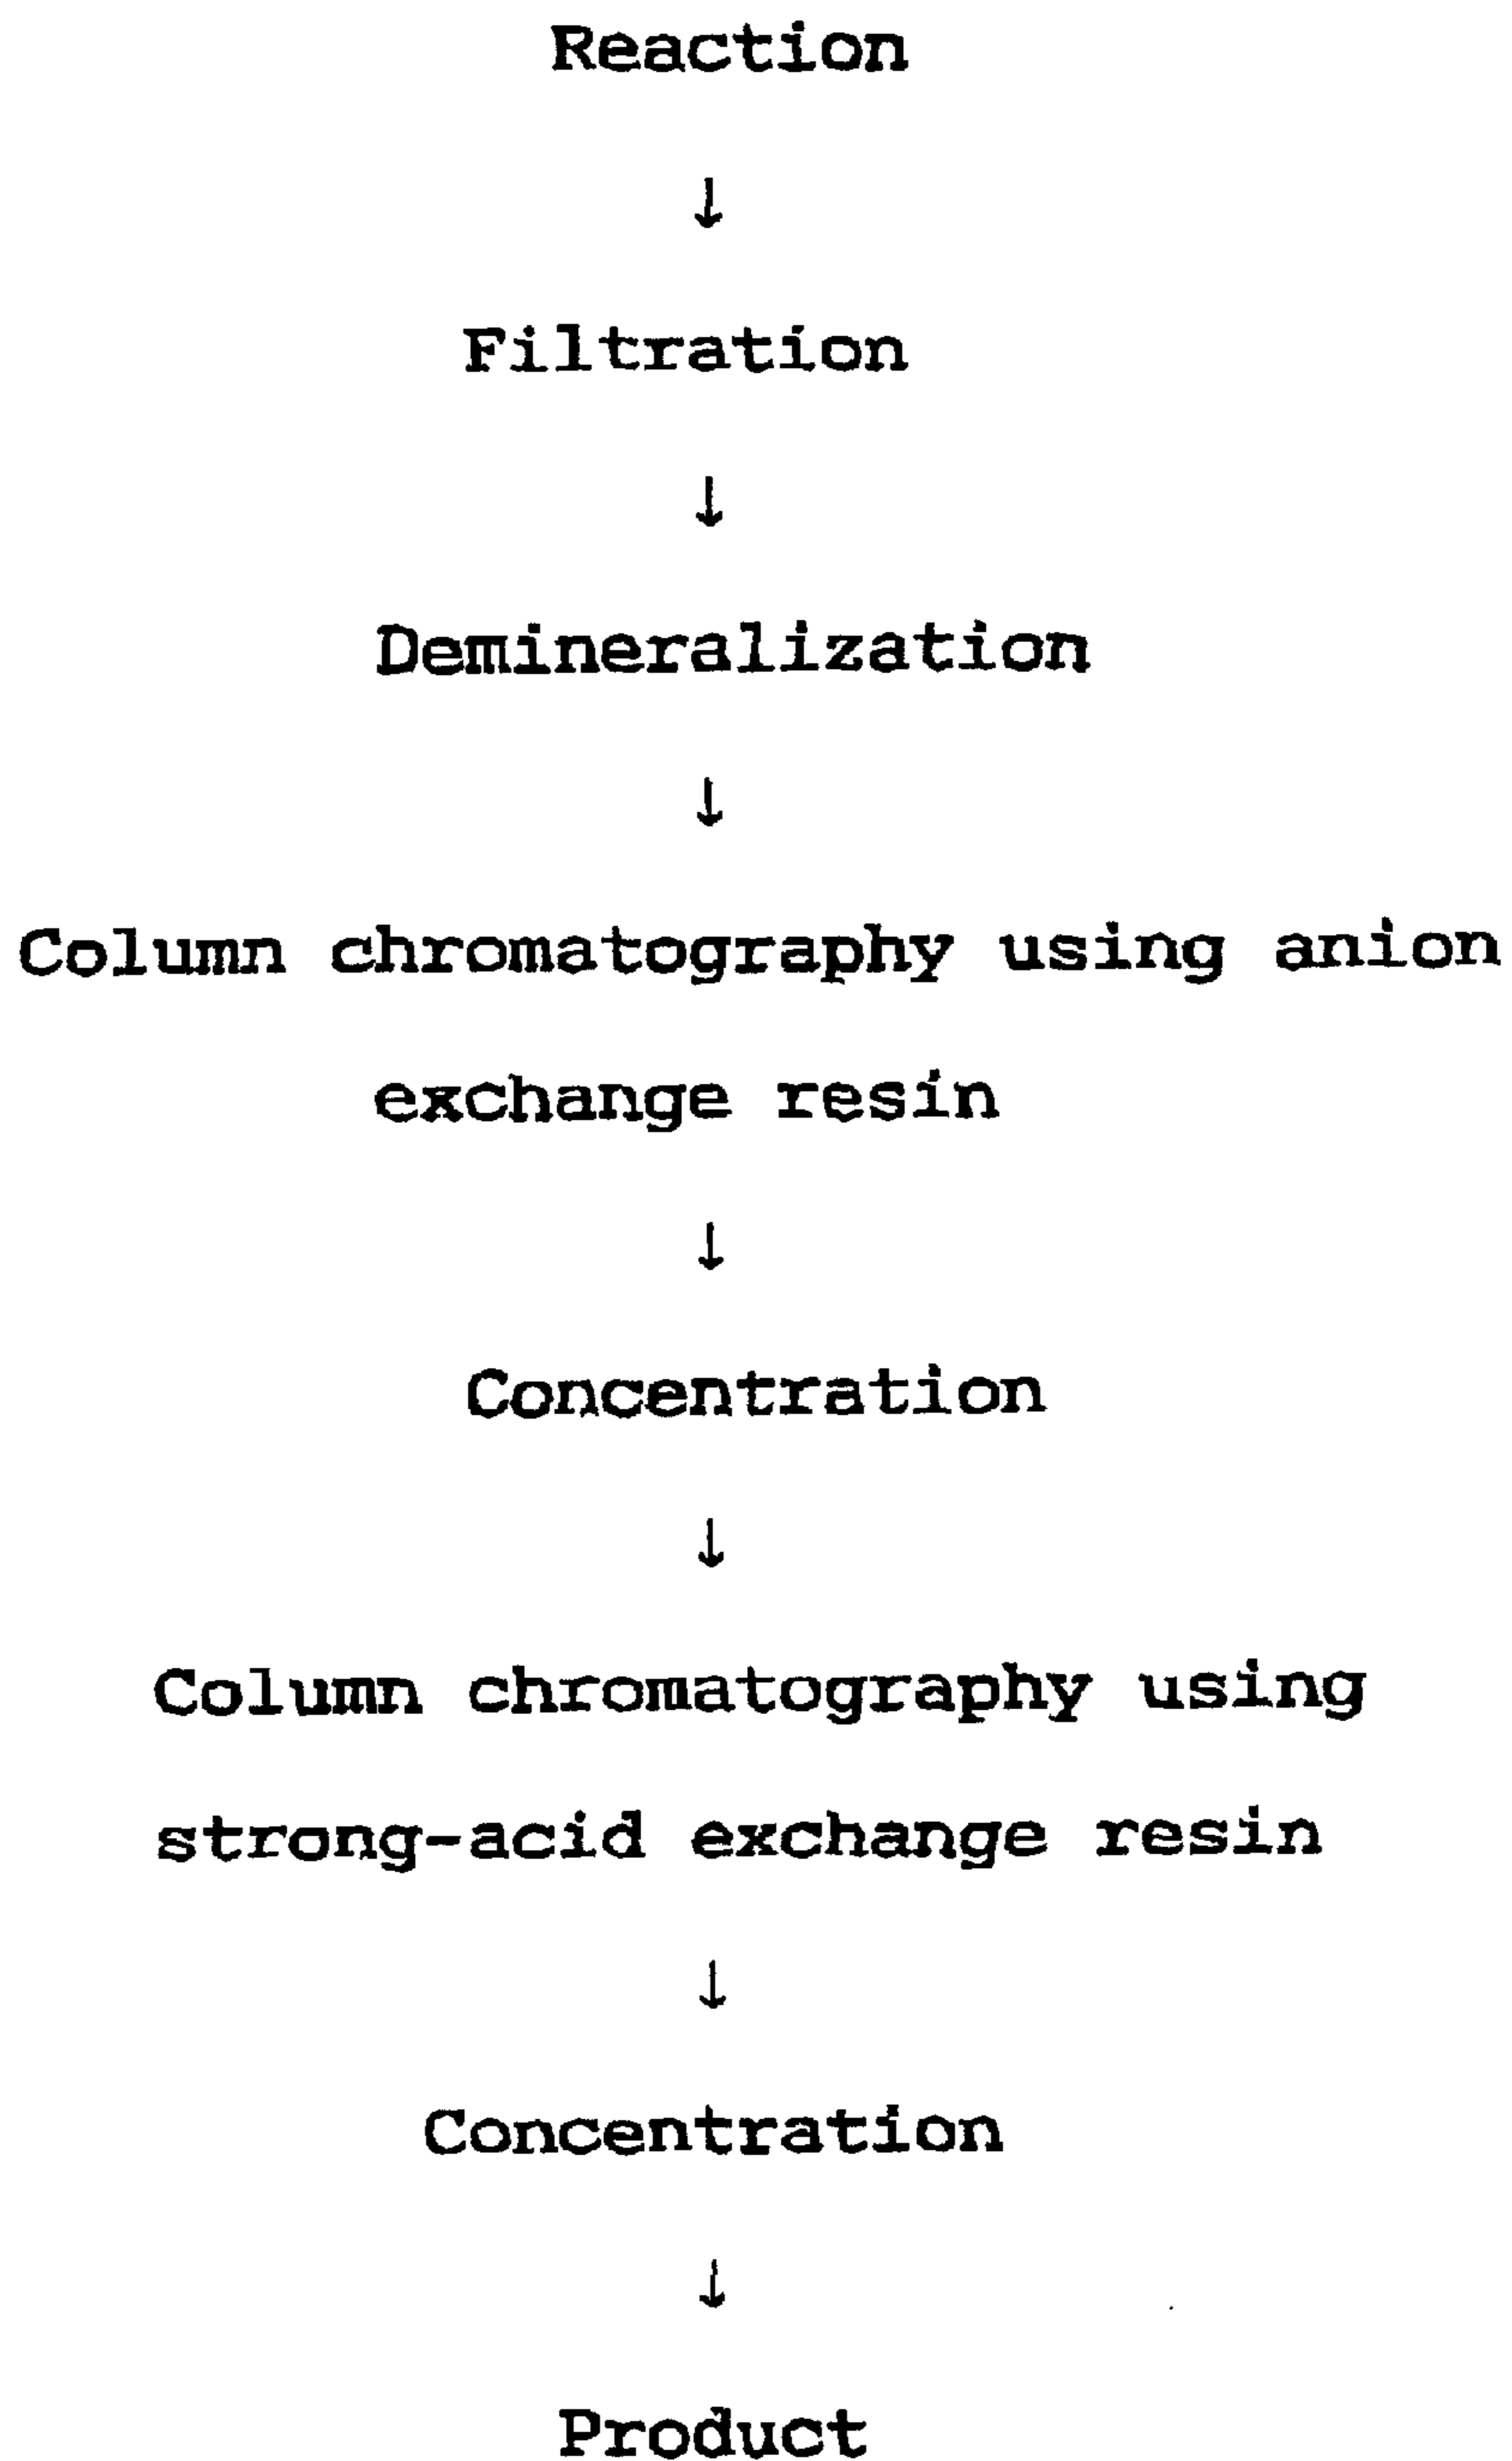 Reaction
↓
Filtration
↓
Demineralization
↓
Column chromatography using anion
exchange resin
↓
Concentration
↓
Column chromatography using
strong-acid exchange resin
↓
Concentration
↓
Product